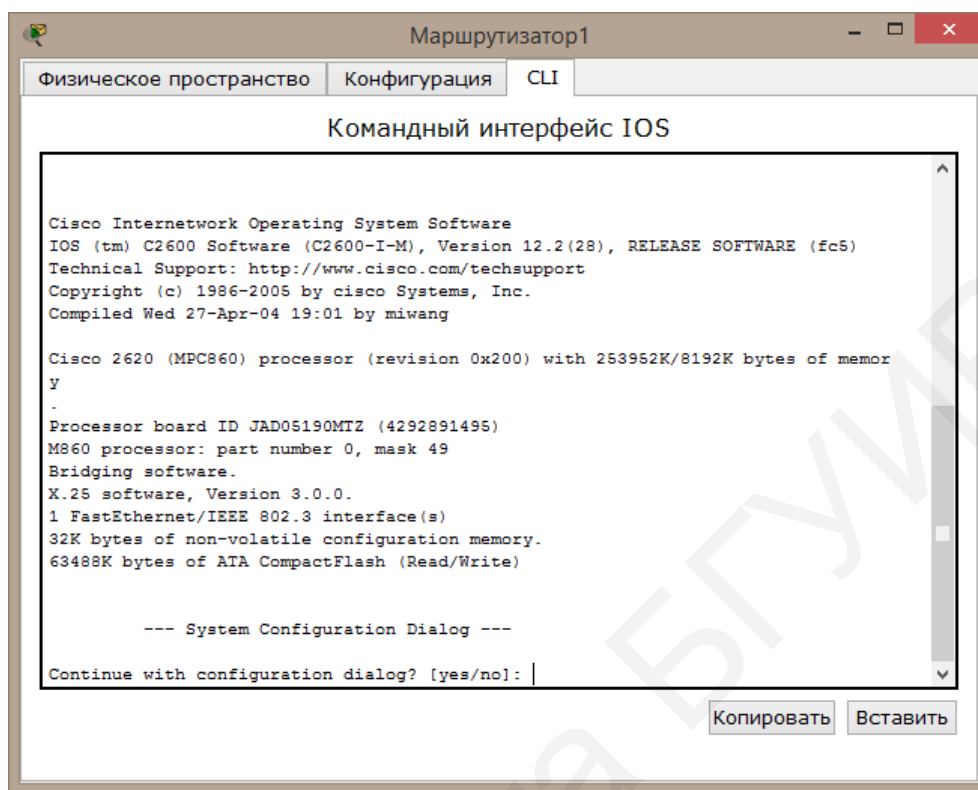 Маршрутизатор1
Физическое пространство Конфигурация CLI
Командный интерфейс IOS
Cisco Internetwork Operating System Software
IOS (tm) C2600 Software (C2600-I-M), Version 12.2(28), RELEASE SOFTWARE (fc5)
Technical Support: http://www.cisco.com/techsupport
Copyright (c) 1986-2005 by cisco Systems, Inc.
Compiled Wed 27-Apr-04 19:01 by miwang
Cisco 2620 (MPC860) processor (revision 0x200) with 253952K/8192K bytes of memor
y
.
Processor board ID JAD05190MTZ (4292891495)
M860 processor: part number 0, mask 49
Bridging software.
X.25 software, Version 3.0.0.
1 FastEthernet/IEEE 802.3 interface(s)
32K bytes of non-volatile configuration memory.
63488K bytes of ATA CompactFlash (Read/Write)
--- System Configuration Dialog ---
Continue with configuration dialog? [yes/no]:
Копировать Вставить